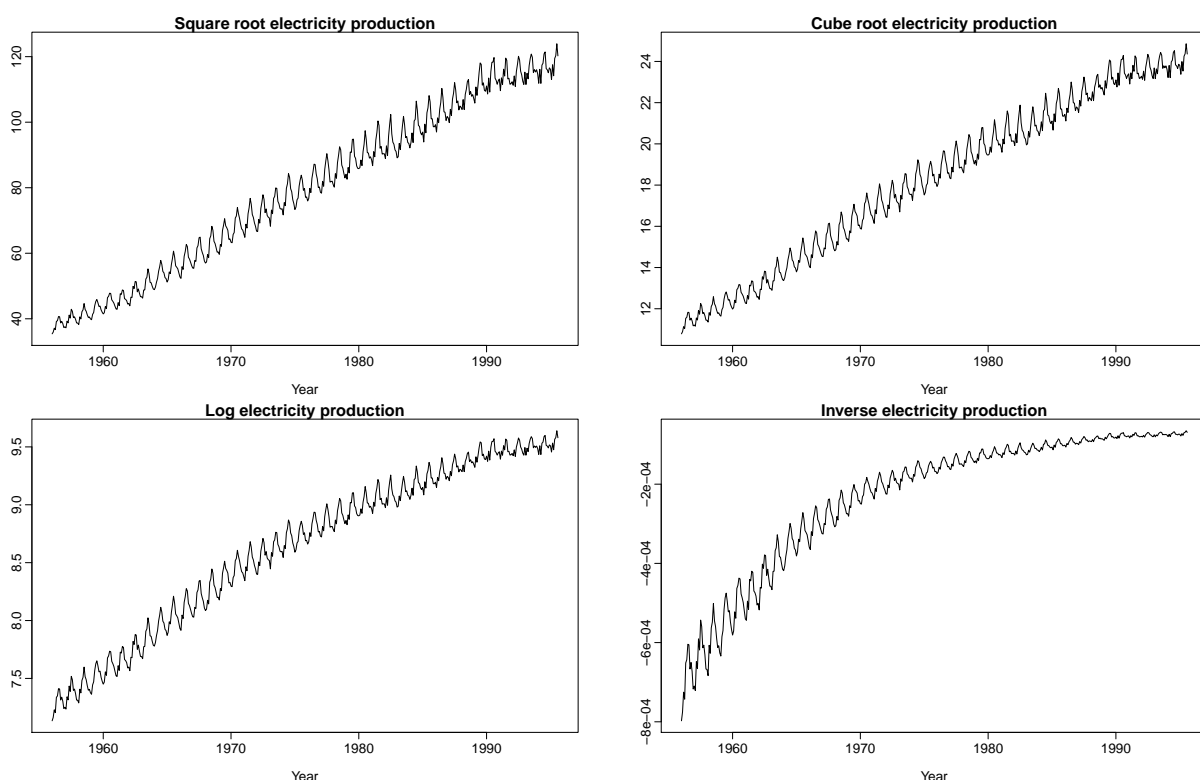 Square root electricity production
120
100
80
60
40
1960 1970 1980 1990
Year
Cube root electricity production
24
22
20
18
16
14
12
1960 1970 1980 1990
Year
Log electricity production
9.5
9.0
8.5
8.0
7.5
1960 1970 1980 1990
Year
Inverse electricity production
−2e−04
−4e−04
−6e−04
−8e−04
1960 1970 1980 1990
Year